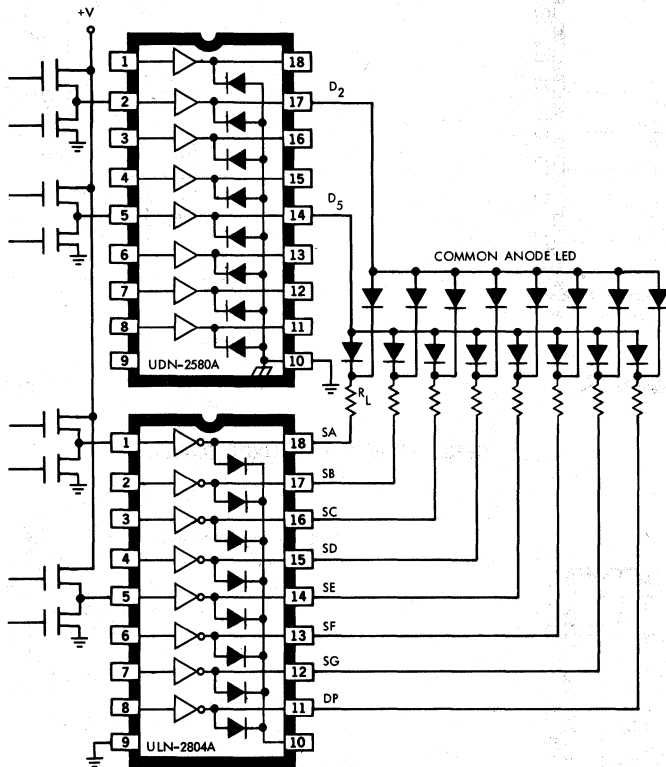 +V
1 18
2 17 D2
3 16
4 15
5 14 D5
6 13
7 12
8 11
9 UDN-2580A 10
COMMON ANODE LED
RL
1 18 SA
2 17 SB
3 16 SC
4 15 SD
5 14 SE
6 13 SF
7 12 SG
8 11 DP
9 ULN-2804A 10